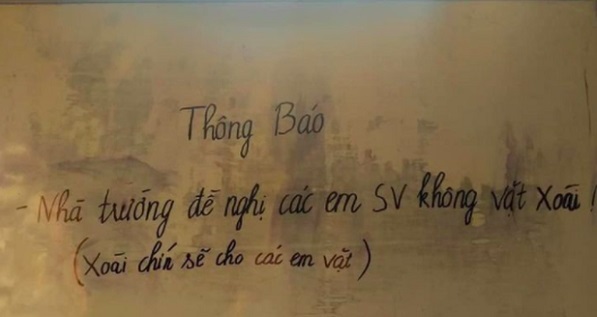 Thông Báo
- Nhà trường đề nghị các em SV không vặt Xoài !
(Xoài chín sẽ cho các em vặt)